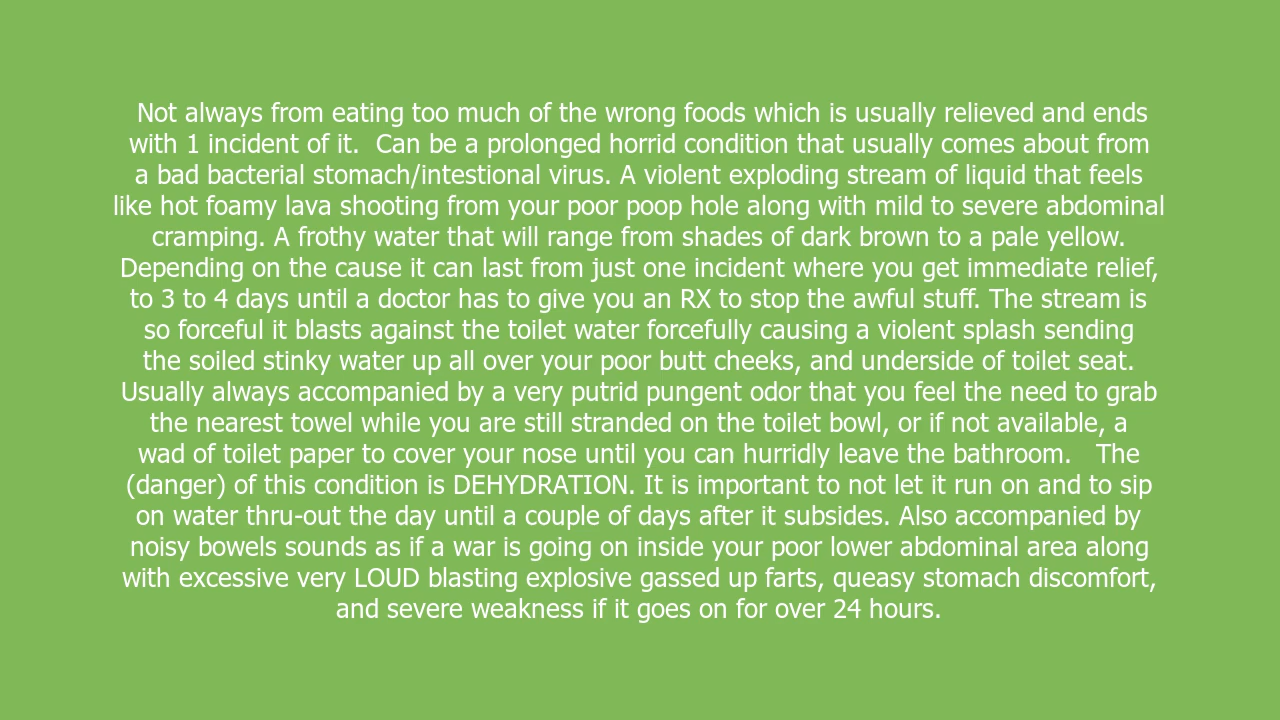 Not always from eating too much of the wrong foods which is usually relieved and ends
with 1 incident of it.  Can be a prolonged horrid condition that usually comes about from
a bad bacterial stomach/intestional virus. A violent exploding stream of liquid that feels
like hot foamy lava shooting from your poor poop hole along with mild to severe abdominal
cramping. A frothy water that will range from shades of dark brown to a pale yellow.
Depending on the cause it can last from just one incident where you get immediate relief,
to 3 to 4 days until a doctor has to give you an RX to stop the awful stuff. The stream is
so forceful it blasts against the toilet water forcefully causing a violent splash sending
the soiled stinky water up all over your poor butt cheeks, and underside of toilet seat.
Usually always accompanied by a very putrid pungent odor that you feel the need to grab
the nearest towel while you are still stranded on the toilet bowl, or if not available, a
wad of toilet paper to cover your nose until you can hurridly leave the bathroom.   The
(danger) of this condition is DEHYDRATION. It is important to not let it run on and to sip
on water thru-out the day until a couple of days after it subsides. Also accompanied by
noisy bowels sounds as if a war is going on inside your poor lower abdominal area along
with excessive very LOUD blasting explosive gassed up farts, queasy stomach discomfort,
and severe weakness if it goes on for over 24 hours.